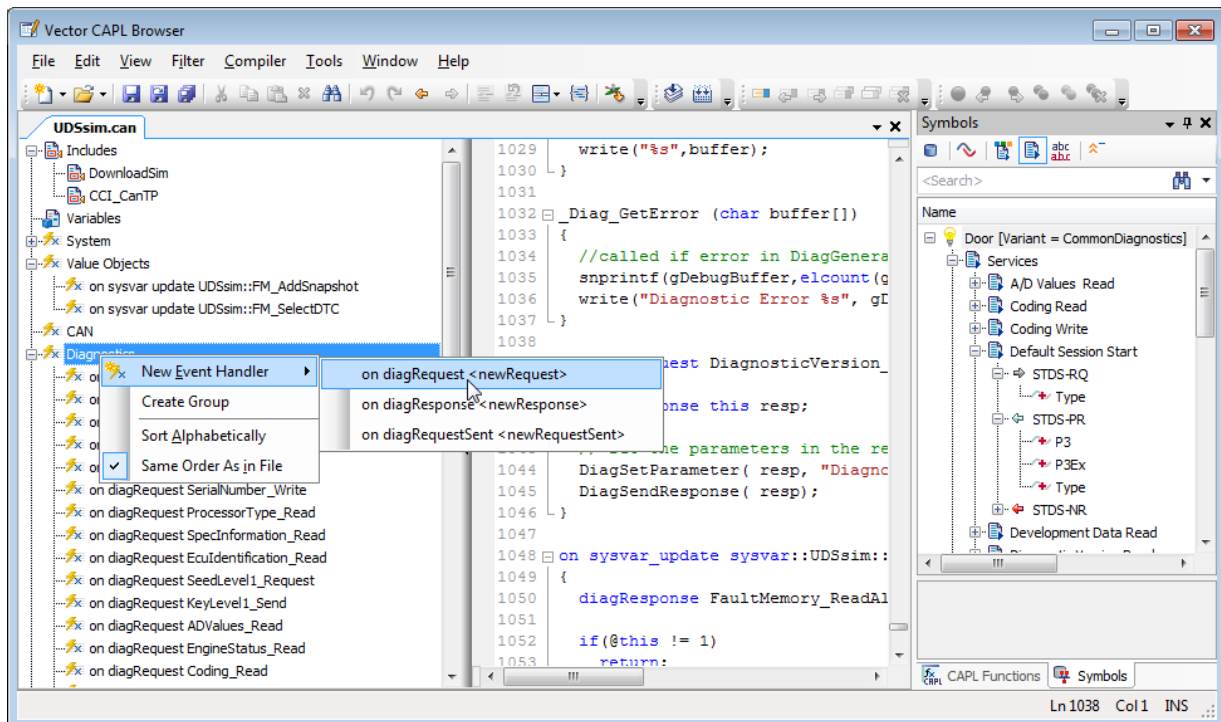 Vector CAPL Browser
File Edit View Filter Compiler Tools Window Help
UDSsim.can
Includes
DownloadSim
CCI_CanTP
Variables
System
Value Objects
on sysvar update UDSsim::FM_AddSnapshot
on sysvar update UDSsim::FM_SelectDTC
CAN
Diagnostics
New Event Handler
Create Group
Sort Alphabetically
Same Order As in File
on diagRequest <newRequest>
on diagResponse <newResponse>
on diagRequestSent <newRequestSent>
on diagRequest SerialNumber_Write
on diagRequest ProcessorType_Read
on diagRequest SpecInformation_Read
on diagRequest EcuIdentification_Read
on diagRequest SeedLevel1_Request
on diagRequest KeyLevel1_Send
on diagRequest ADValues_Read
on diagRequest EngineStatus_Read
on diagRequest Coding_Read
1029 write("%s",buffer);
1030 }
1031
1032 _Diag_GetError (char buffer[])
1033 {
1034 //called if error in DiagGenera
1035 snprintf(gDebugBuffer,elcount(g
1036 write("Diagnostic Error %s", gD
1037 }
1038
uest DiagnosticVersion_
onse this resp;
the parameters in the re
1044 DiagSetParameter( resp, "Diagno
1045 DiagSendResponse( resp);
1046 }
1047
1048 on sysvar_update sysvar::UDSsim::
1049 {
1050 diagResponse FaultMemory_ReadAl
1051
1052 if(@this != 1)
1053 return;
Symbols
abc
abc
<Search>
Name
Door [Variant = CommonDiagnostics]
Services
A/D Values Read
Coding Read
Coding Write
Default Session Start
STDS-RQ
Type
STDS-PR
P3
P3Ex
Type
STDS-NR
Development Data Read
CAPL Functions Symbols
Ln 1038 Col 1 INS